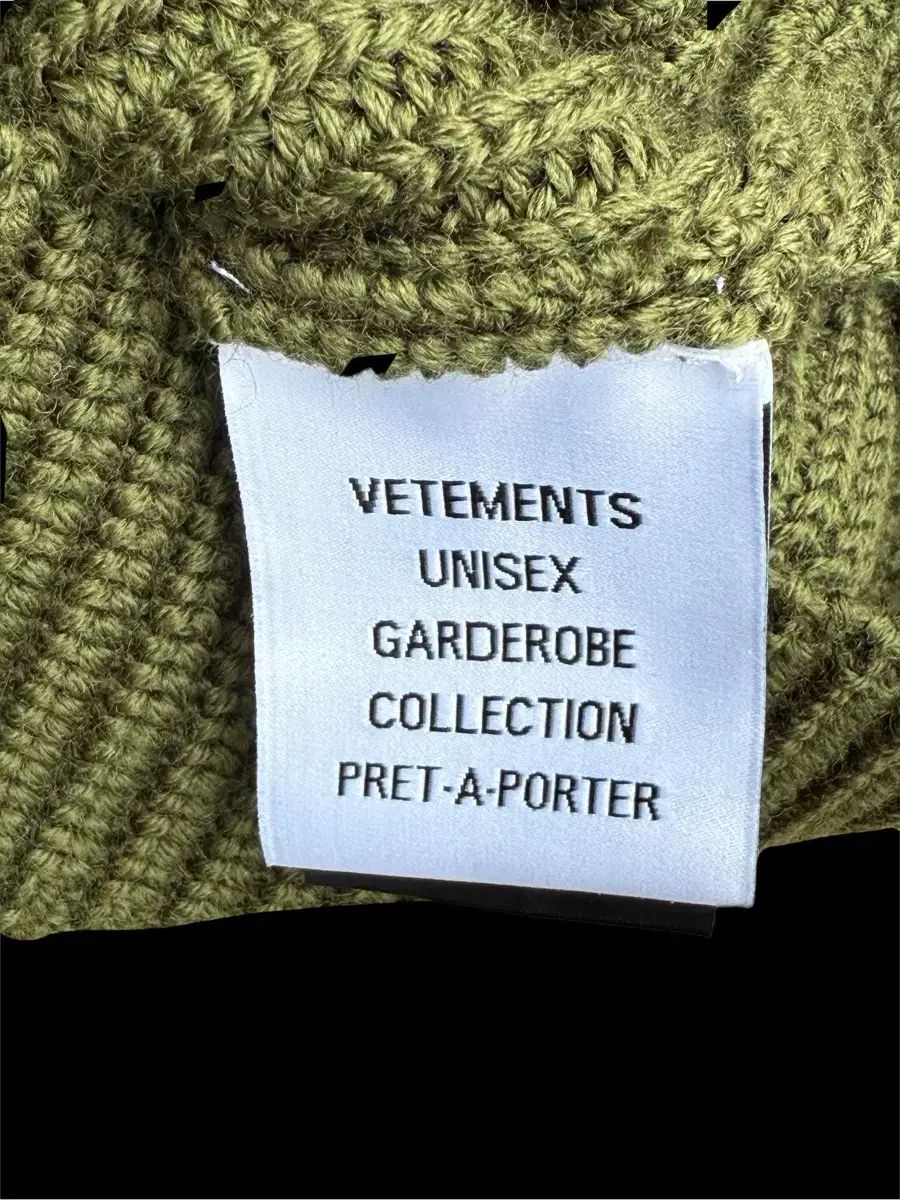 VETEMENTS
UNISEX
GARDEROBE
COLLECTION
PRET-A-PORTER